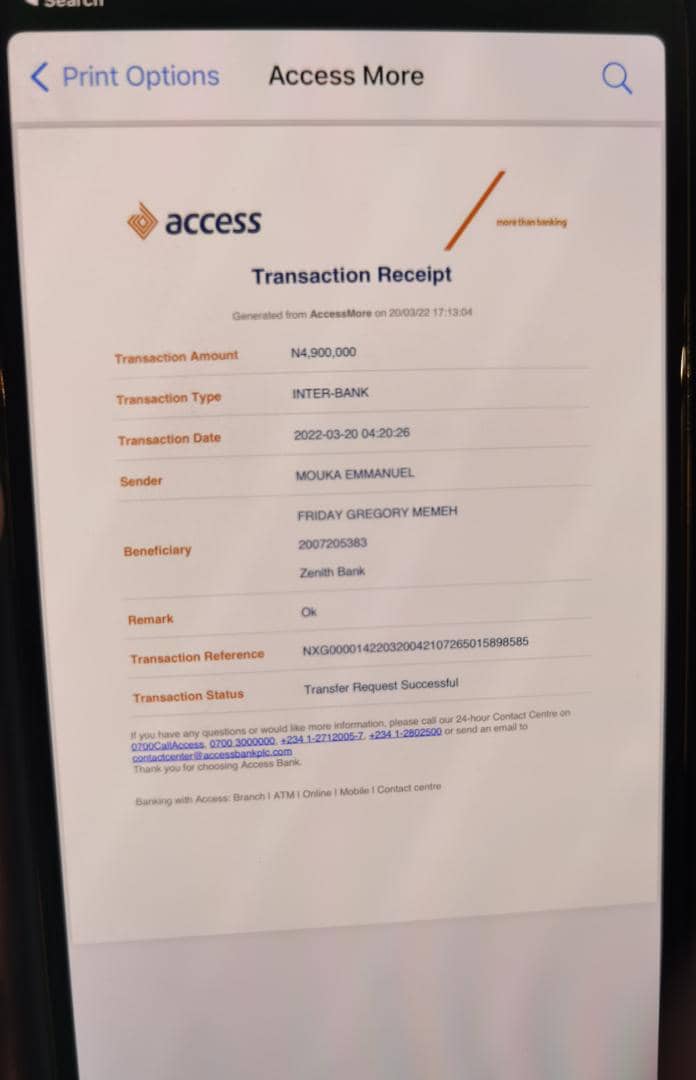 Search
Print Options Access More
access
more than banking
Transaction Receipt
Generated from AccessMore on 20/03/22 17:13:04
Transaction Amount N4,900,000
Transaction Type INTER-BANK
Transaction Date 2022-03-20 04:20:26
Sender MOUKA EMMANUEL
FRIDAY GREGORY MEMEH
Beneficiary 2007205383
Zenith Bank
Remark Ok
Transaction Reference NXG000014220320042107265015898585
Transaction Status Transfer Request Successful
If you have any questions or would like more information, please call our 24-hour Contact Centre on
0700CallAccess, 0700 3000000, +234 1-2712005-7, +234 1-2802500 or send an email to
contactcenter@accessbankplc.com
Thank you for choosing Access Bank.
Banking with Access: Branch | ATM | Online | Mobile | Contact centre